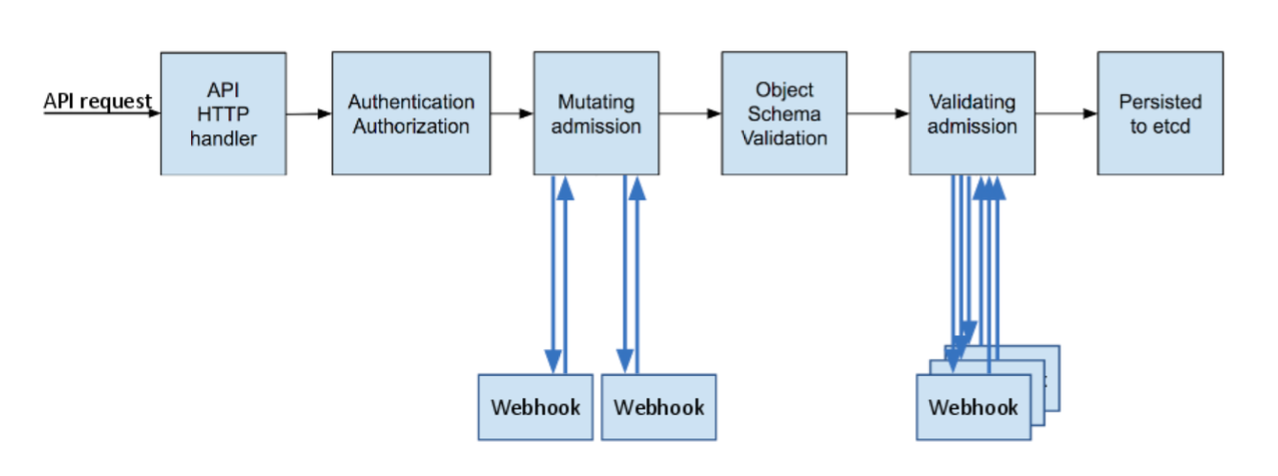 API request
API
HTTP
handler
Authentication
Authorization
Mutating
admission
Object
Schema
Validation
Validating
admission
Persisted
to etcd
Webhook
Webhook
Webhook